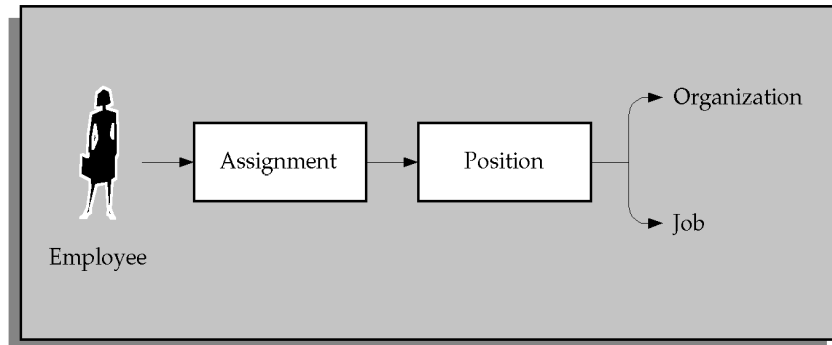 Organization
Assignment
Position
Job
Employee